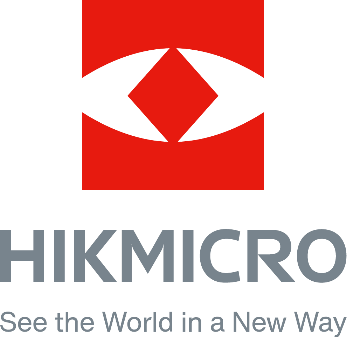 HIKMICRO
See the World in a New Way